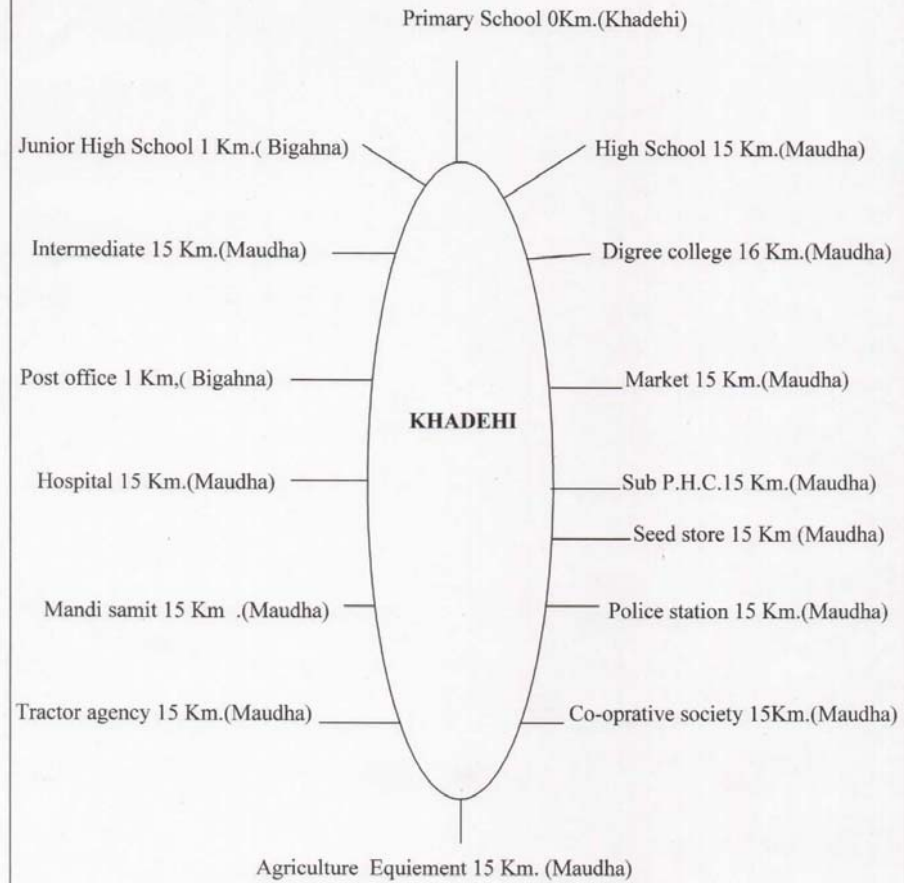 Primary School 0Km.(Khadehi)
Junior High School 1 Km.( Bigahna)
High School 15 Km.(Maudha)
Intermediate 15 Km.(Maudha)
Digree college 16 Km.(Maudha)
Post office 1 Km,( Bigahna)
Market 15 Km.(Maudha)
KHADEHI
Hospital 15 Km.(Maudha)
Sub P.H.C.15 Km.(Maudha)
Seed store 15 Km (Maudha)
Mandi samit 15 Km .(Maudha)
Police station 15 Km.(Maudha)
Tractor agency 15 Km.(Maudha)
Co-oprative society 15Km.(Maudha)
Agriculture Equiement 15 Km. (Maudha)